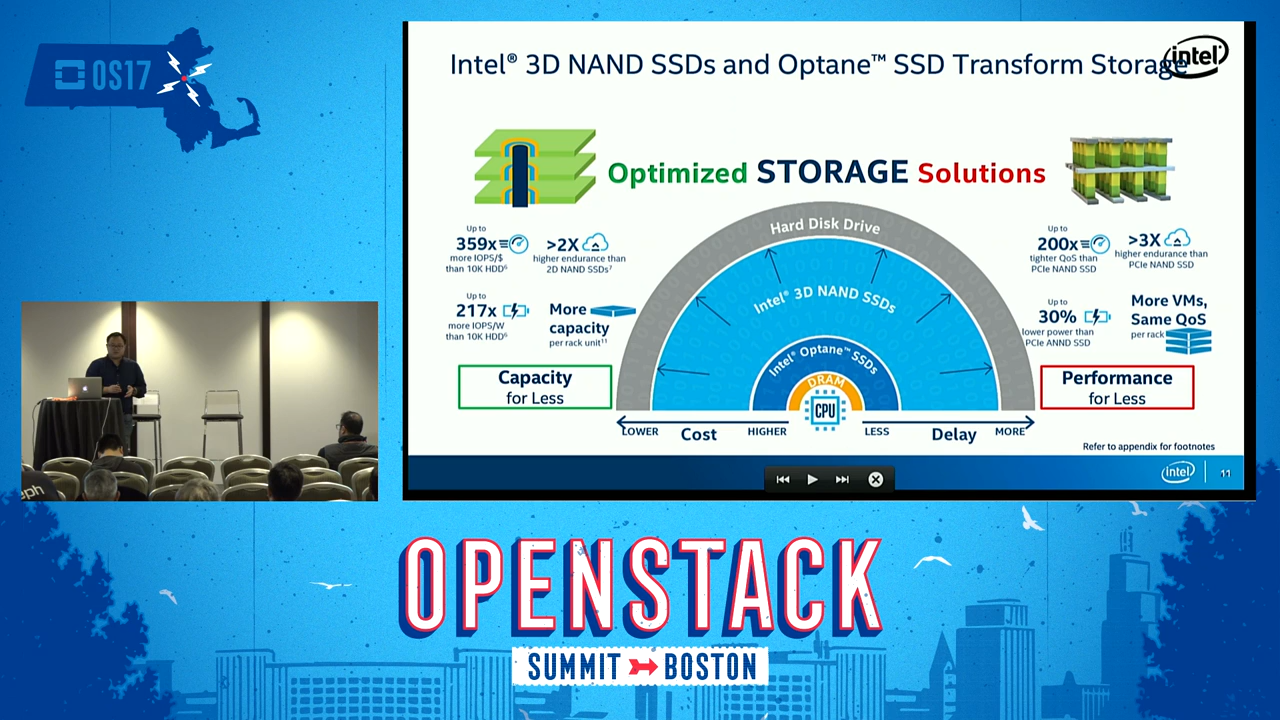 OS17
Intel® 3D NAND SSDs and Optane™ SSD Transform Storage
intel
Optimized STORAGE Solutions
Up to
359x
more IOPS/$
than 10K HDD⁶
>2X
higher endurance than
2D NAND SSDs⁷
Up to
217x
more IOPS/W
than 10K HDD⁶
More
capacity
per rack unit¹¹
Capacity
for Less
Hard Disk Drive
Intel® 3D NAND SSDs
Intel® Optane™ SSDs
DRAM
CPU
LOWER
Cost
HIGHER
LESS
Delay
MORE
Up to
200x
tighter QoS than
PCIe NAND SSD
>3X
higher endurance than
PCIe NAND SSD
Up to
30%
lower power than
PCIe ANND SSD
More VMs,
Same QoS
per rack
Performance
for Less
Refer to appendix for footnotes
intel
11
eph
OPENSTACK
SUMMIT BOSTON